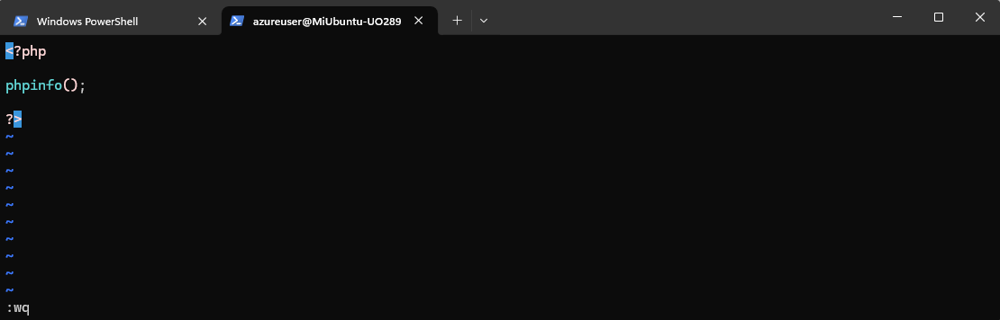 Windows PowerShell
azureuser@MiUbuntu-UO289
<?php
phpinfo();
?>
~
~
~
~
~
~
~
~
~
~
:wq